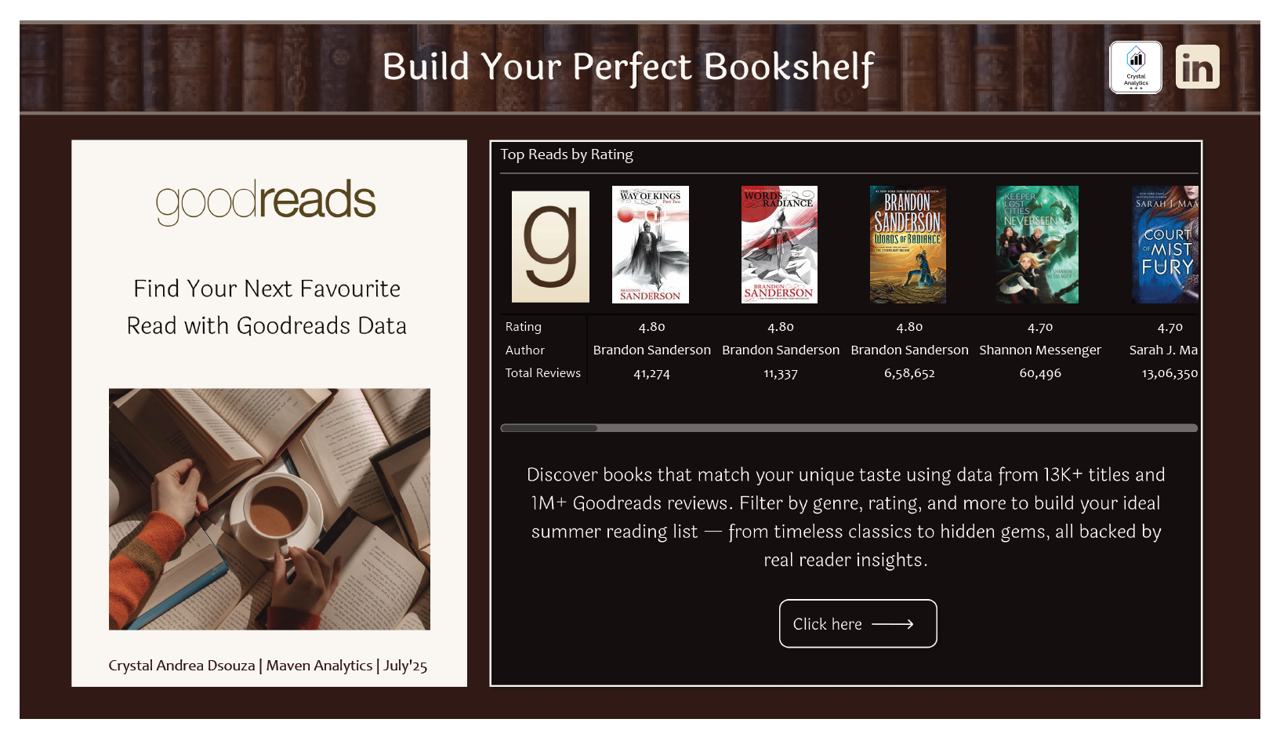 Build Your Perfect Bookshelf
Crystal
Analytics
in
goodreads
Find Your Next Favourite
Read with Goodreads Data
Crystal Andrea Dsouza | Maven Analytics | July'25
Top Reads by Rating
g
THE
WAY OF KINGS
Part Two
BRANDON
SANDERSON
WORDS OF
RADIANCE
BRANDON
SANDERSON
BRANDON
SANDERSON
WORDS OF RADIANCE
KEEPER
OF THE
LOST
CITIES
NEVERSEEN
SHANNON
MESSENGER
SARAH J. MAA
COURT
OF MIST
FURY
Rating 4.80 4.80 4.80 4.70 4.70
Author Brandon Sanderson Brandon Sanderson Brandon Sanderson Shannon Messenger Sarah J. Ma
Total Reviews 41,274 11,337 6,58,652 60,496 13,06,350
Discover books that match your unique taste using data from 13K+ titles and
1M+ Goodreads reviews. Filter by genre, rating, and more to build your ideal
summer reading list — from timeless classics to hidden gems, all backed by
real reader insights.
Click here